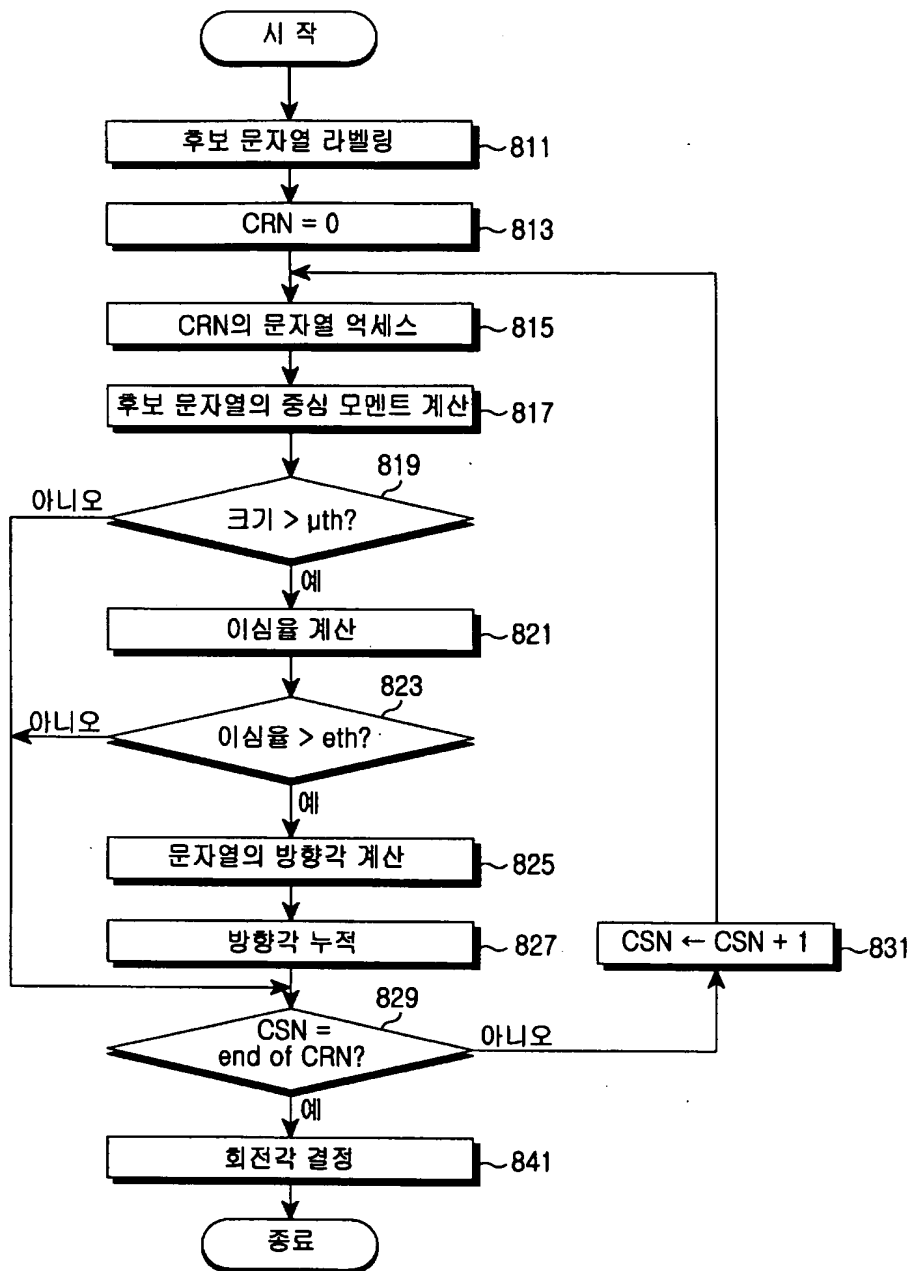 시 작
후보 문자열 라벨링
811
CRN = 0
813
CRN의 문자열 억세스
815
후보 문자열의 중심 모멘트 계산
817
819
아니오
크기 > μth?
예
이심율 계산
821
823
아니오
이심율 > eth?
예
문자열의 방향각 계산
825
방향각 누적
827
CSN ← CSN + 1
831
829
CSN =
end of CRN?
아니오
예
회전각 결정
841
종료